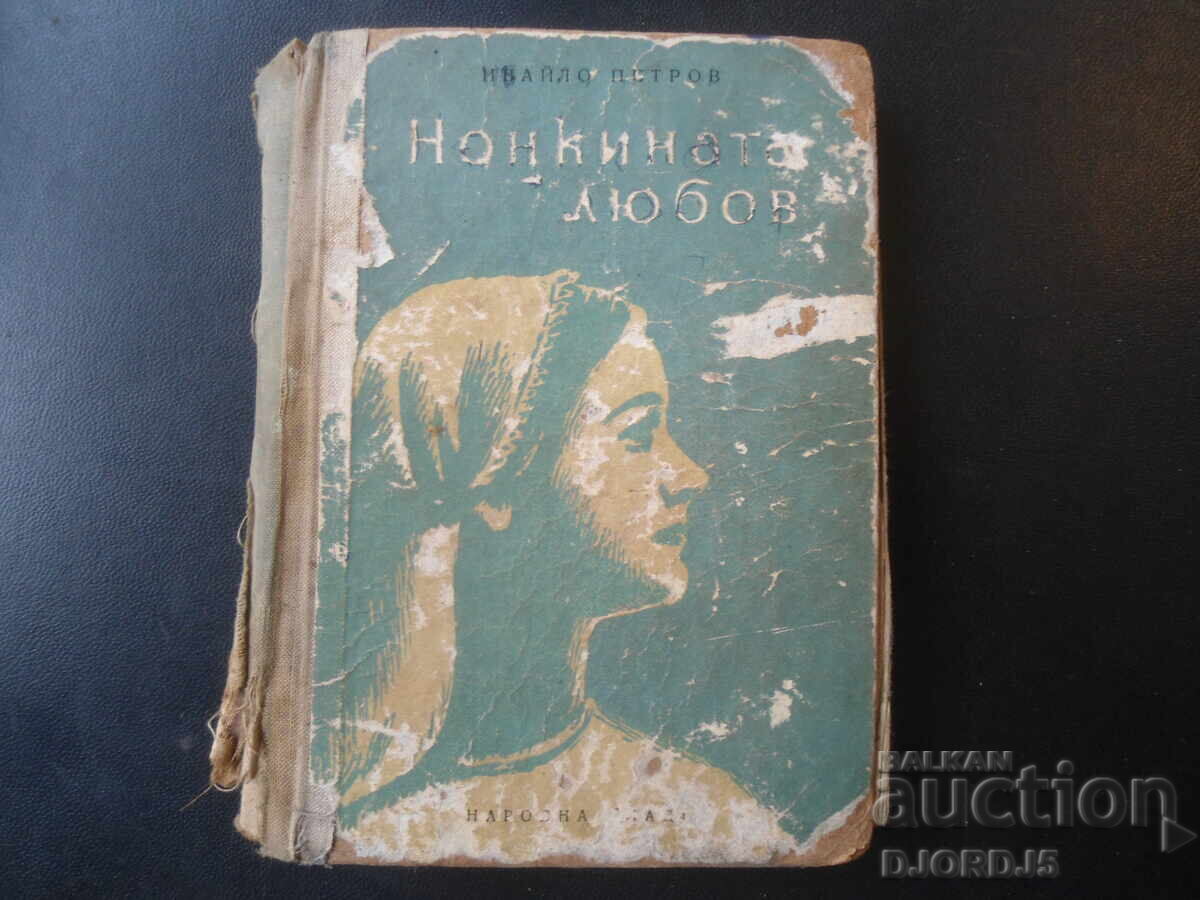 ИВАЙЛО ПЕТРОВ
Нонкината
любов
НАРОДНА
BALKAN
auction
DJORDJ5